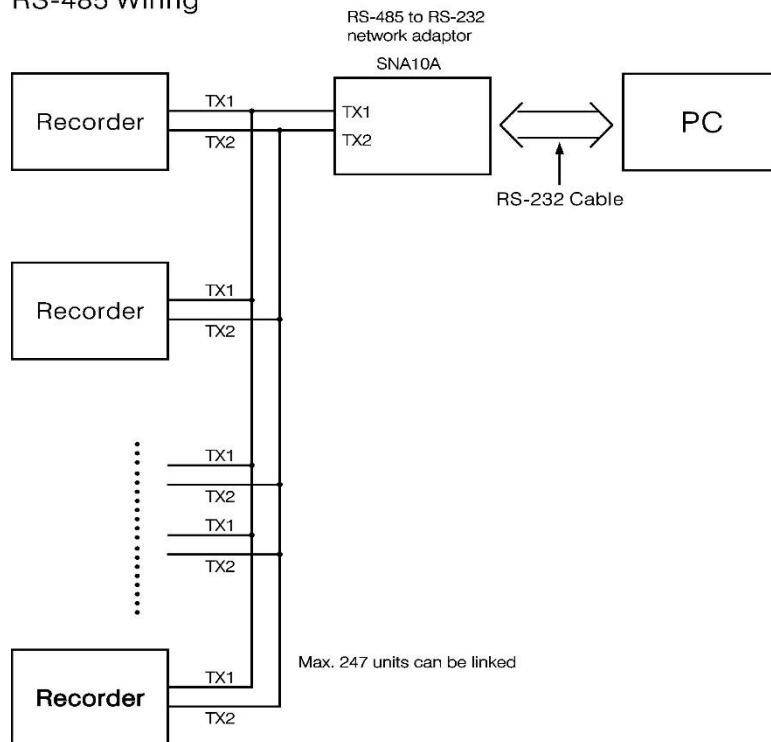 RS-485 Wiring
RS-485 to RS-232
network adaptor
SNA10A
Recorder
TX1
TX2
TX1
TX2
PC
RS-232 Cable
Recorder
TX1
TX2
TX1
TX2
TX1
TX2
Recorder
TX1
TX2
Max. 247 units can be linked